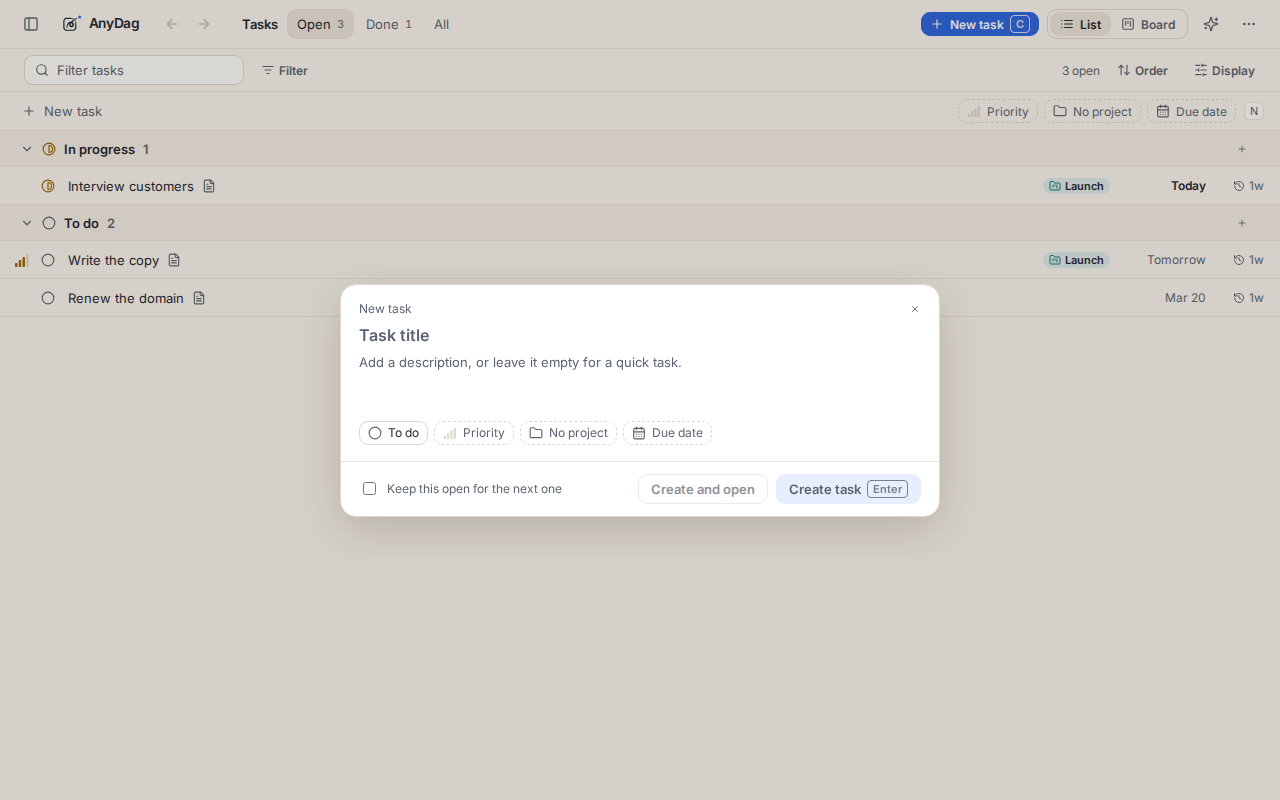 AnyDag
Tasks
Open 3
Done 1
All
New task C
List
Board
Filter tasks
Filter
3 open
Order
Display
New task
Priority
No project
Due date
N
In progress 1
Interview customers
Launch
Today
1w
To do 2
Write the copy
Launch
Tomorrow
1w
Renew the domain
Mar 20
1w
New task
Task title
Add a description, or leave it empty for a quick task.
To do
Priority
No project
Due date
Keep this open for the next one
Create and open
Create task Enter